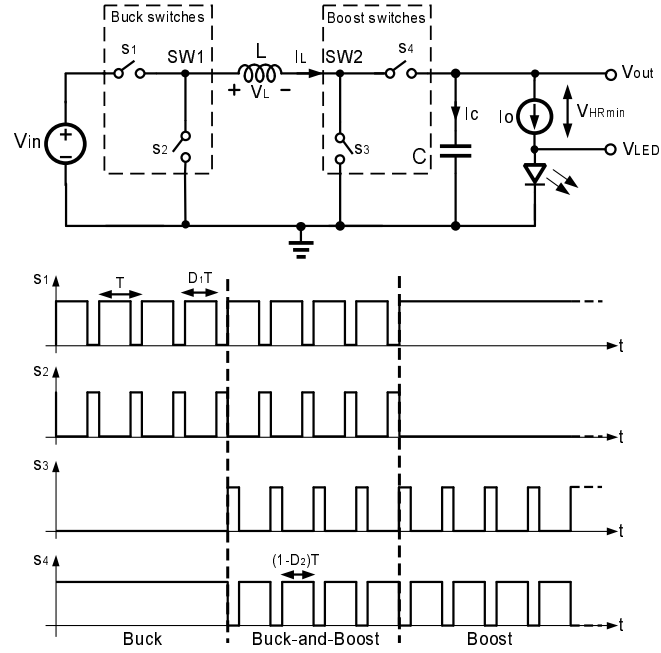 Buck switches
Boost switches
S1
SW1
L
IL
SW2
S4
+ VL -
Vin
S2
S3
Ic
C
Io
Vout
VHRmin
VLED
S1
T
D1T
t
S2
t
S3
t
S4
(1-D2)T
t
Buck
Buck-and-Boost
Boost